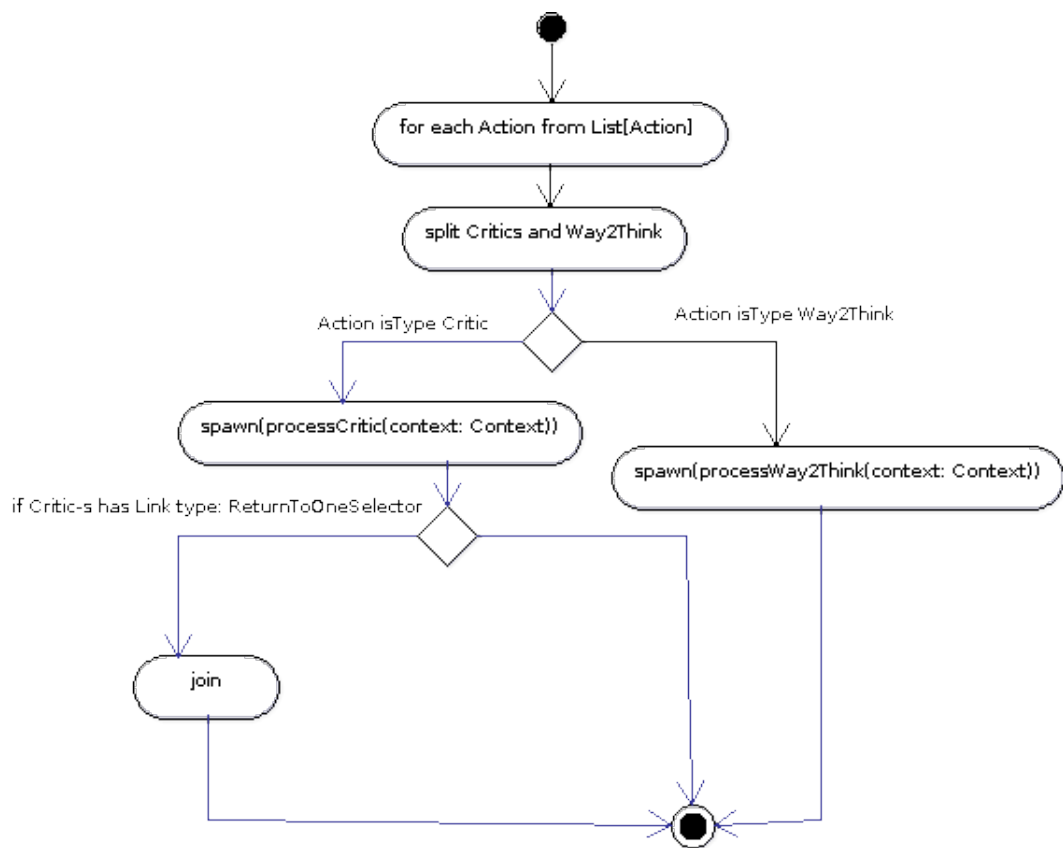 for each Action from List[Action]
split Critics and Way2Think
Action isType Critic
Action isType Way2Think
spawn(processCritic(context: Context))
spawn(processWay2Think(context: Context))
if Critic-s has Link type: ReturnToOneSelector
join